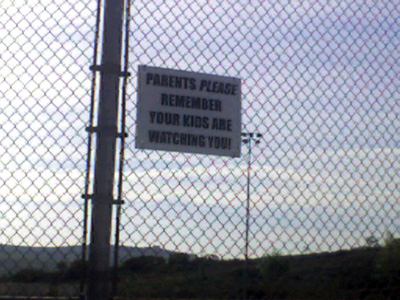 PARENTS PLEASE
REMEMBER
YOUR KIDS ARE
WATCHING YOU!